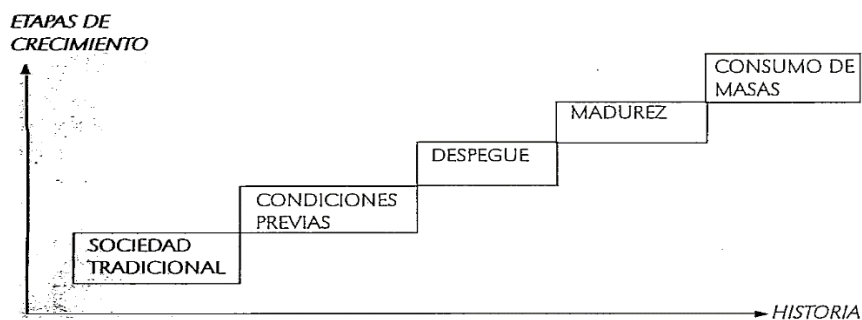 ETAPAS DE
CRECIMIENTO
CONSUMO DE
MASAS
MADUREZ
DESPEGUE
CONDICIONES
PREVIAS
SOCIEDAD
TRADICIONAL
HISTORIA